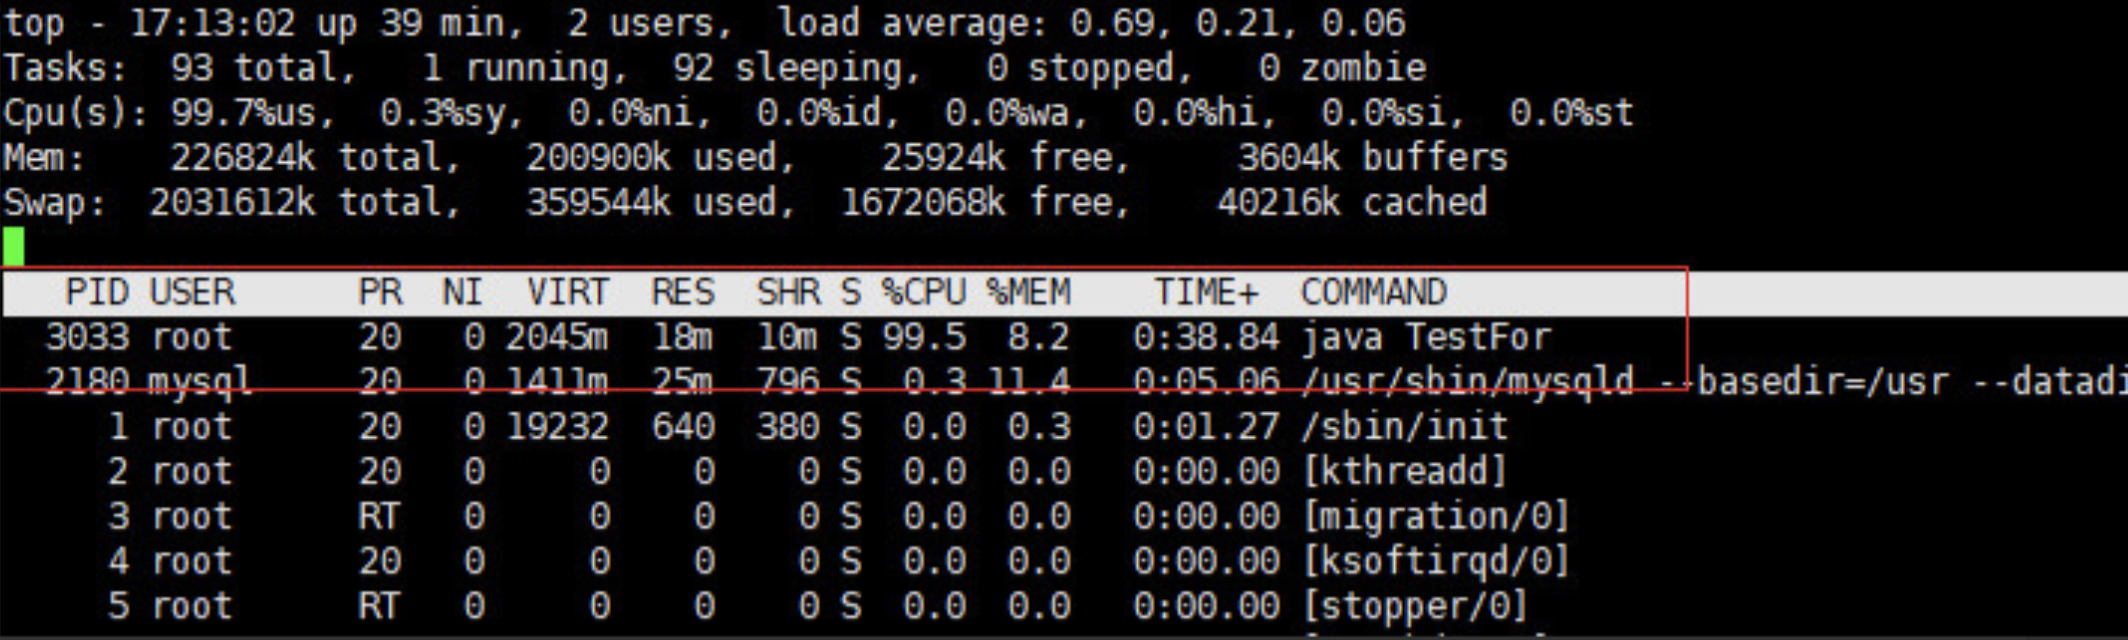 top - 17:13:02 up 39 min,  2 users,  load average: 0.69, 0.21, 0.06
Tasks:  93 total,   1 running,  92 sleeping,   0 stopped,   0 zombie
Cpu(s): 99.7%us,  0.3%sy,  0.0%ni,  0.0%id,  0.0%wa,  0.0%hi,  0.0%si,  0.0%st
Mem:    226824k total,   200900k used,    25924k free,     3604k buffers
Swap:  2031612k total,   359544k used,  1672068k free,    40216k cached
PID USER      PR  NI  VIRT  RES  SHR S %CPU %MEM    TIME+  COMMAND
3033 root      20   0 2045m  18m  10m S 99.5  8.2   0:38.84 java TestFor
2180 mysql     20   0 1411m  25m  796 S  0.3 11.4   0:05.06 /usr/sbin/mysqld --basedir=/usr --datadi
1 root      20   0 19232  640  380 S  0.0  0.3   0:01.27 /sbin/init
2 root      20   0     0    0    0 S  0.0  0.0   0:00.00 [kthreadd]
3 root      RT   0     0    0    0 S  0.0  0.0   0:00.00 [migration/0]
4 root      20   0     0    0    0 S  0.0  0.0   0:00.00 [ksoftirqd/0]
5 root      RT   0     0    0    0 S  0.0  0.0   0:00.00 [stopper/0]